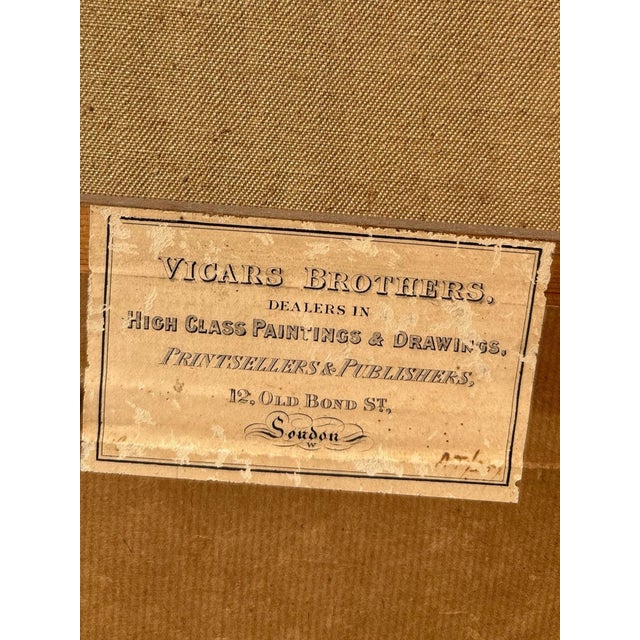 VICARS BROTHERS.
DEALERS IN
HIGH CLASS PAINTINGS & DRAWINGS,
PRINTSELLERS & PUBLISHERS,
12, OLD BOND ST.,
London
W